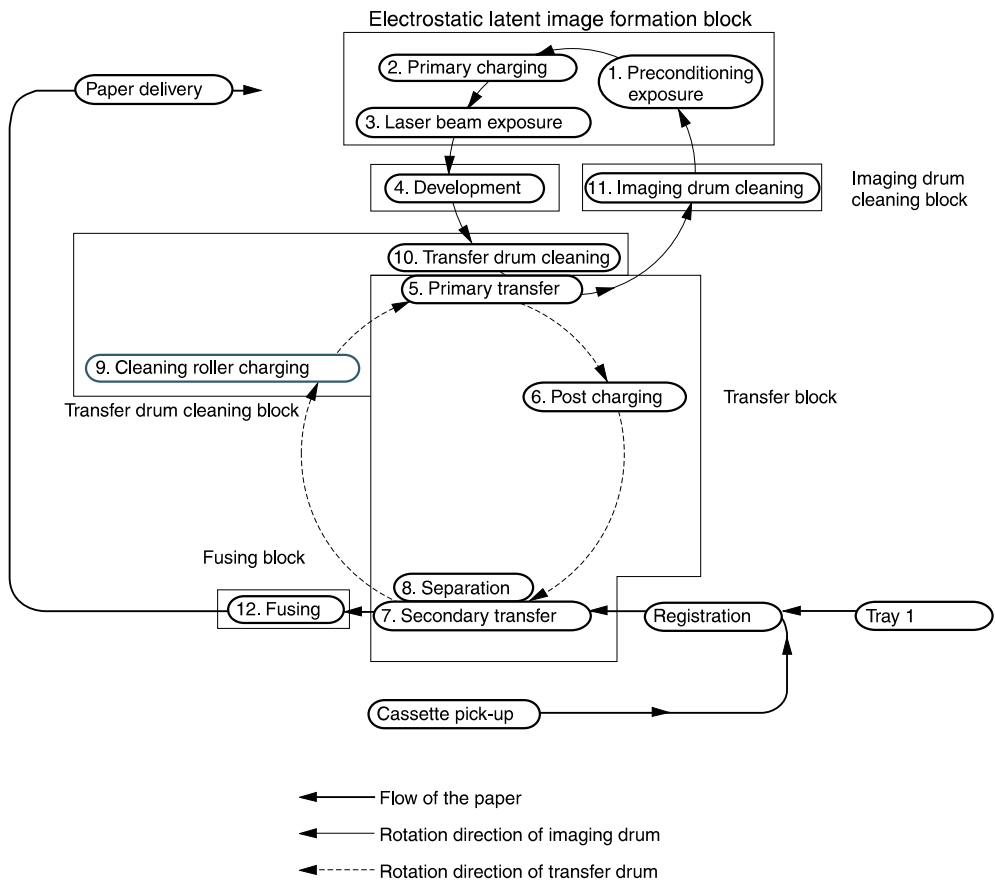 Electrostatic latent image formation block
2. Primary charging
1. Preconditioning
exposure
Paper delivery
3. Laser beam exposure
4. Development
11. Imaging drum cleaning
Imaging drum
cleaning block
10. Transfer drum cleaning
5. Primary transfer
9. Cleaning roller charging
6. Post charging
Transfer block
Transfer drum cleaning block
Fusing block
8. Separation
12. Fusing
7. Secondary transfer
Registration
Tray 1
Cassette pick-up
Flow of the paper
Rotation direction of imaging drum
Rotation direction of transfer drum